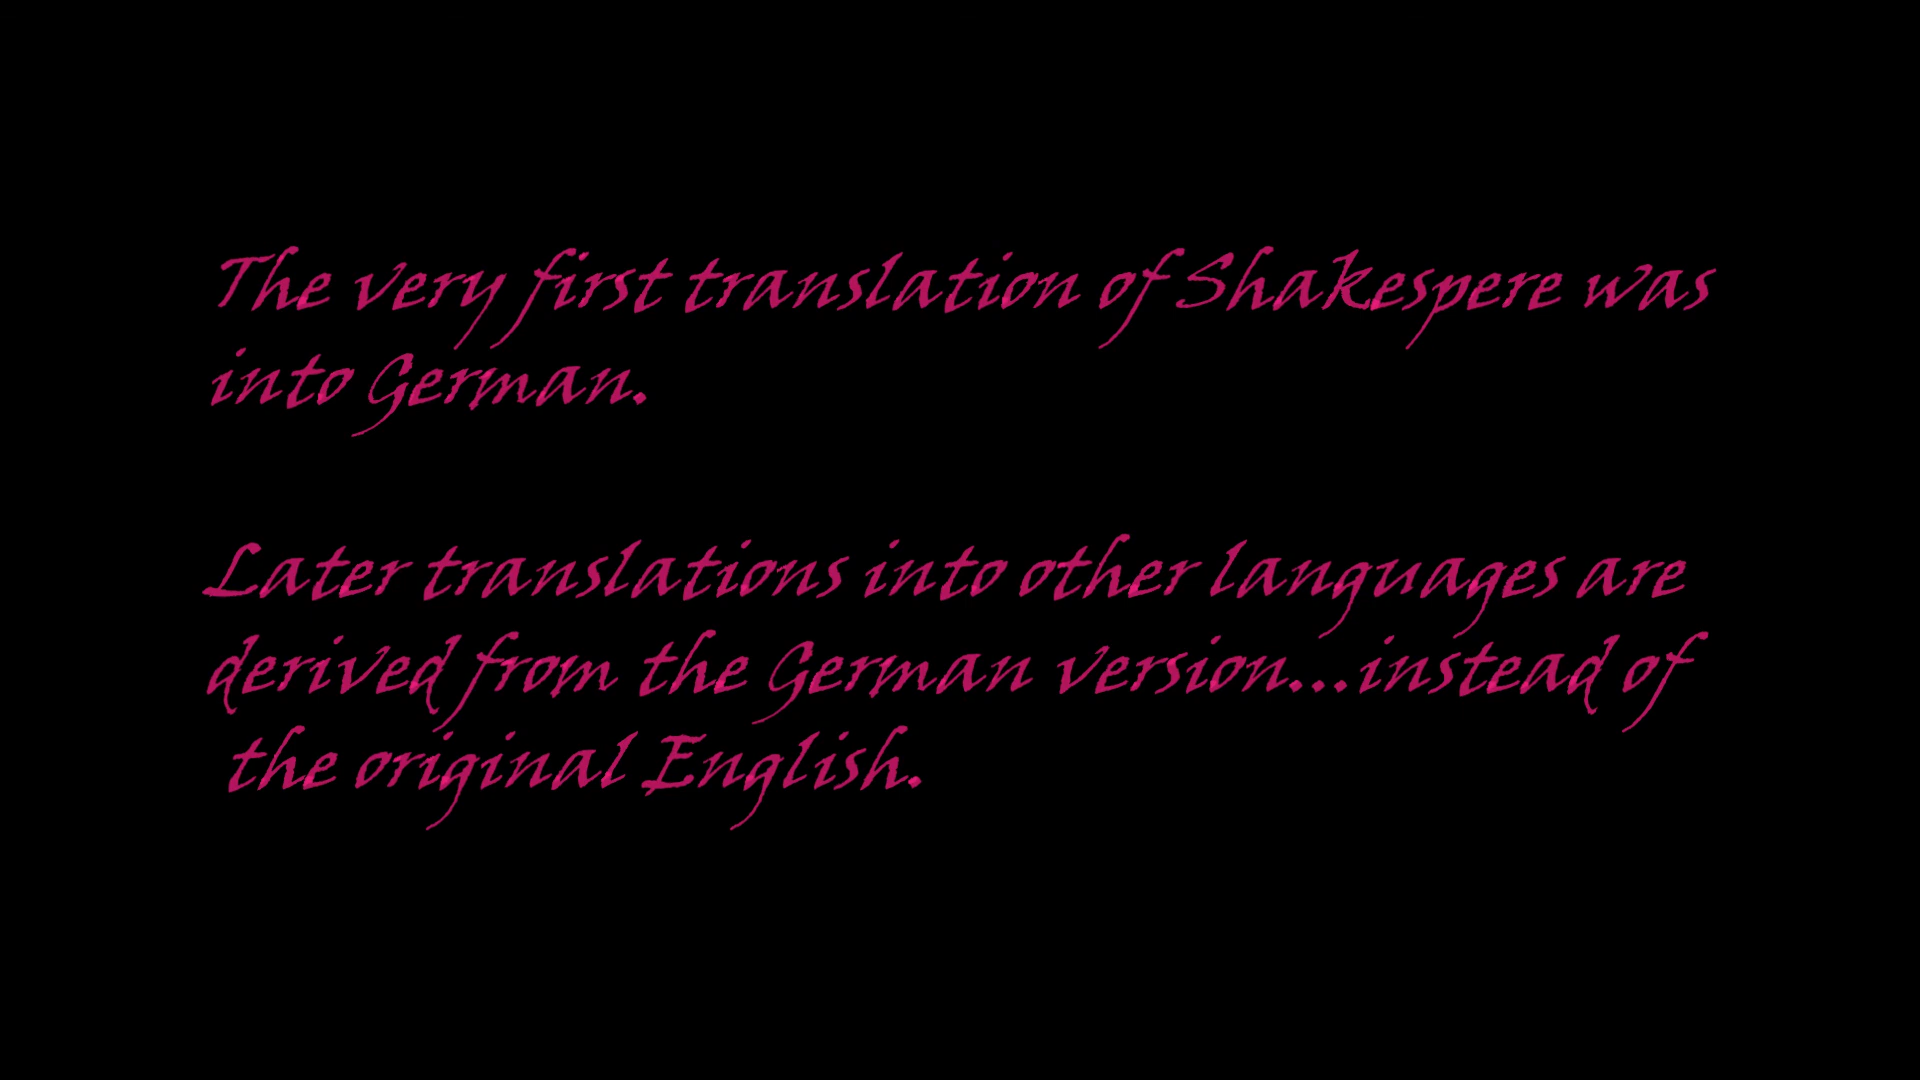 The very first translation of Shakespere was
into German.
Later translations into other languages are
derived from the German version...instead of
the original English.